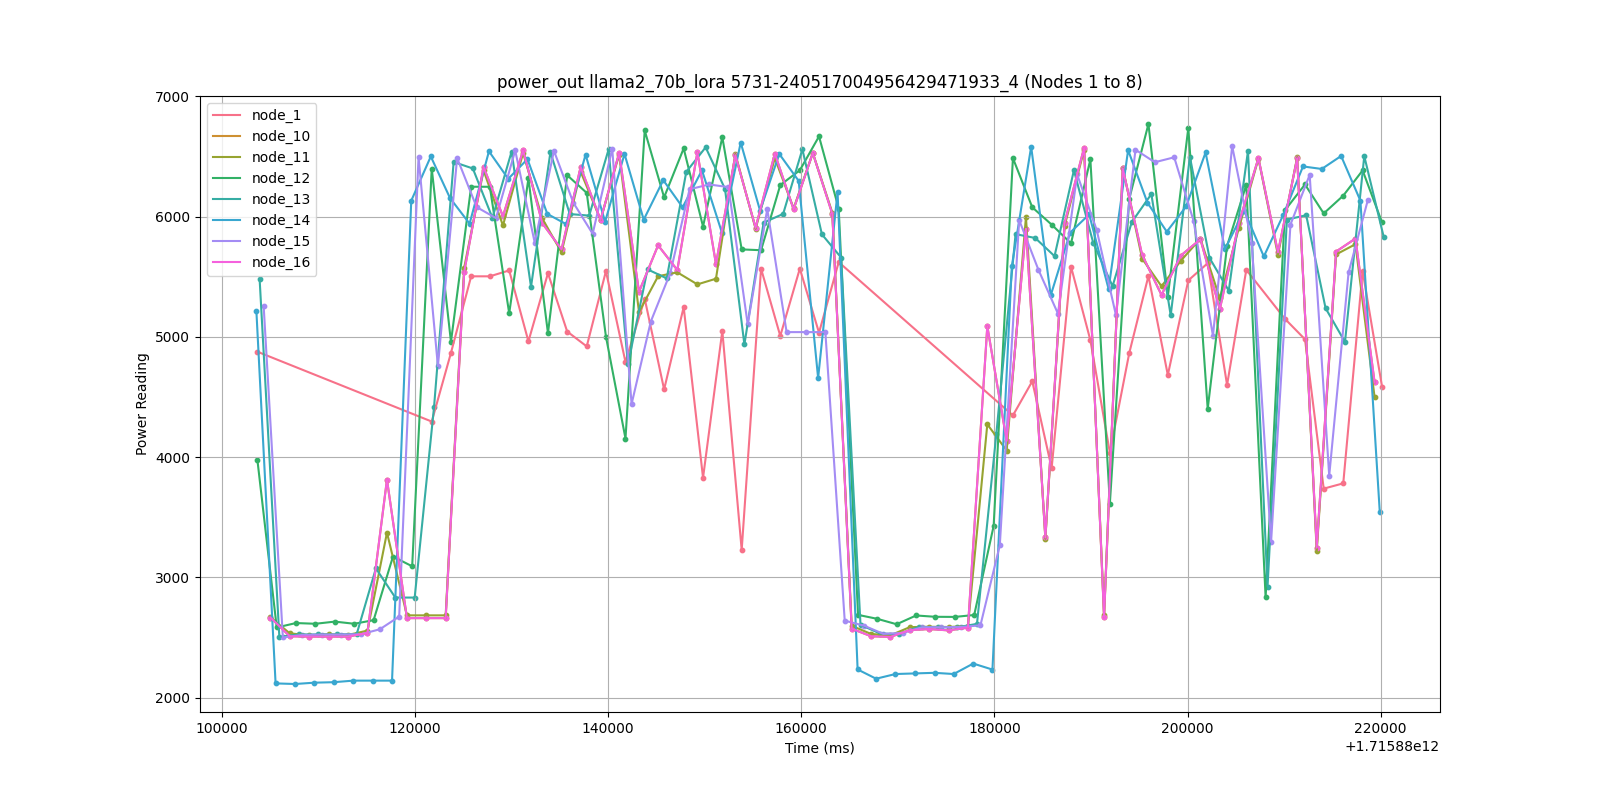 power_out llama2_70b_lora 5731-240517004956429471933_4 (Nodes 1 to 8)
7000
6000
5000
4000
3000
2000
Power Reading
node_1
node_10
node_11
node_12
node_13
node_14
node_15
node_16
100000 120000 140000 160000 180000 200000 220000
Time (ms)
+1.71588e12